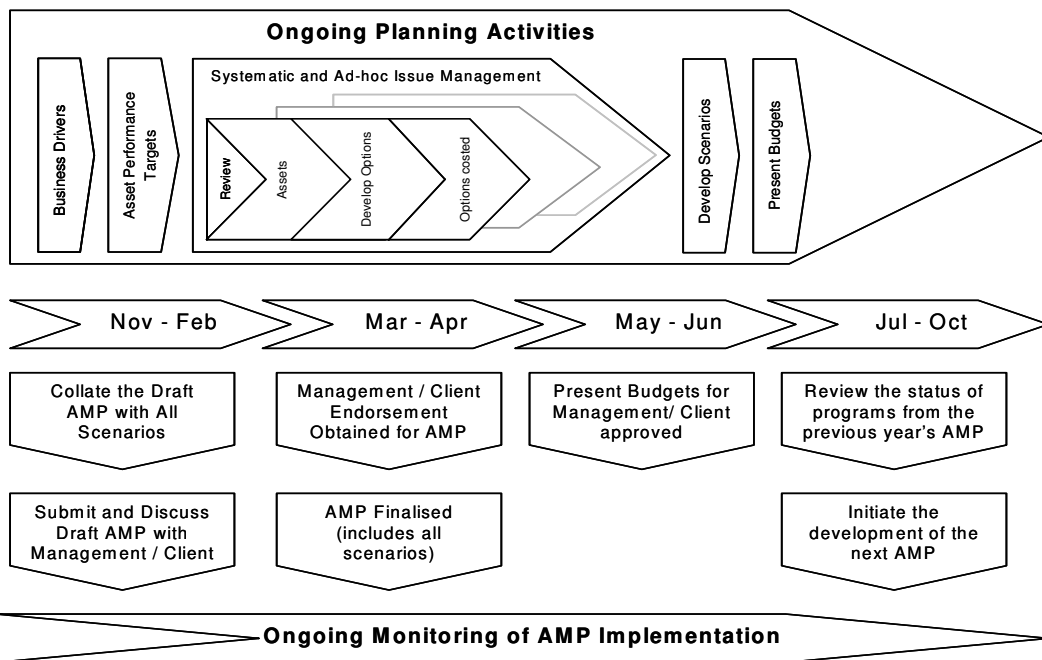 Ongoing Planning Activities
Business Drivers
Asset Performance
Targets
Systematic and Ad-hoc Issue Management
Review
Assets
Develop Options
Options costed
Develop Scenarios
Present Budgets
Nov - Feb
Mar - Apr
May - Jun
Jul - Oct
Collate the Draft
AMP with All
Scenarios
Management / Client
Endorsement
Obtained for AMP
Present Budgets for
Management/ Client
approved
Review the status of
programs from the
previous year's AMP
Submit and Discuss
Draft AMP with
Management / Client
AMP Finalised
(includes all
scenarios)
Initiate the
development of the
next AMP
Ongoing Monitoring of AMP Implementation